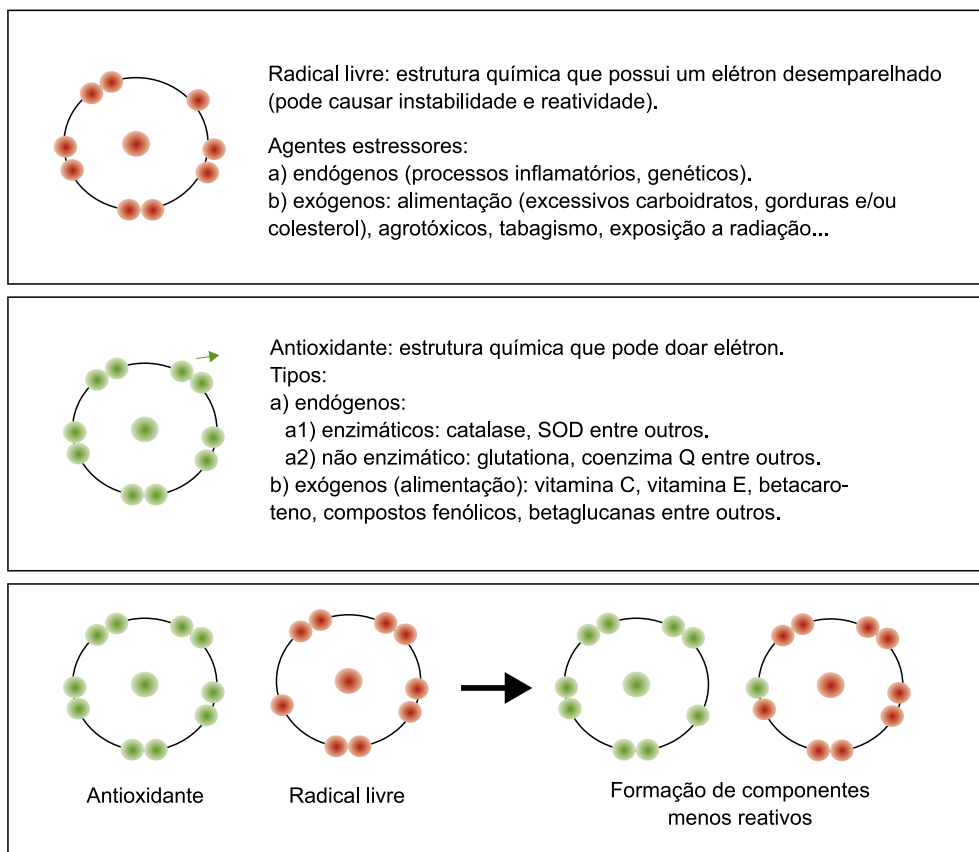 Radical livre: estrutura química que possui um elétron desemparelhado
(pode causar instabilidade e reatividade).
Agentes estressores:
a) endógenos (processos inflamatórios, genéticos).
b) exógenos: alimentação (excessivos carboidratos, gorduras e/ou
colesterol), agrotóxicos, tabagismo, exposição a radiação...
Antioxidante: estrutura química que pode doar elétron.
Tipos:
a) endógenos:
a1) enzimáticos: catalase, SOD entre outros.
a2) não enzimático: glutationa, coenzima Q entre outros.
b) exógenos (alimentação): vitamina C, vitamina E, betacaro-
teno, compostos fenólicos, betaglucanas entre outros.
Antioxidante
Radical livre
Formação de componentes
menos reativos